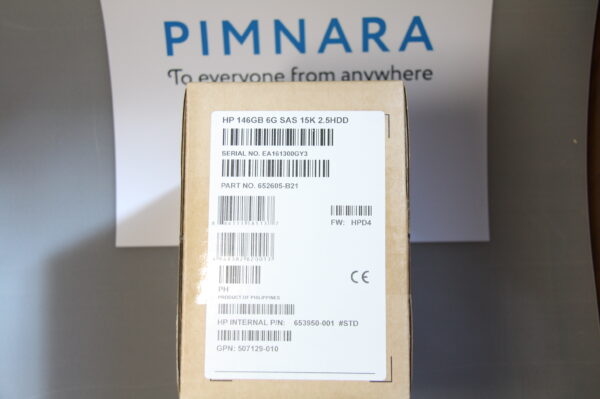 PIMNARA
To everyone from anywhere
HP 146GB 6G SAS 15K 2.5HDD
SERIAL NO. EA161300GY3
PART NO. 652605-B21
FW: HPD4
PH
PRODUCT OF PHILIPPINES
HP INTERNAL P/N: 653950-001 #STD
GPN: 507129-010
CE